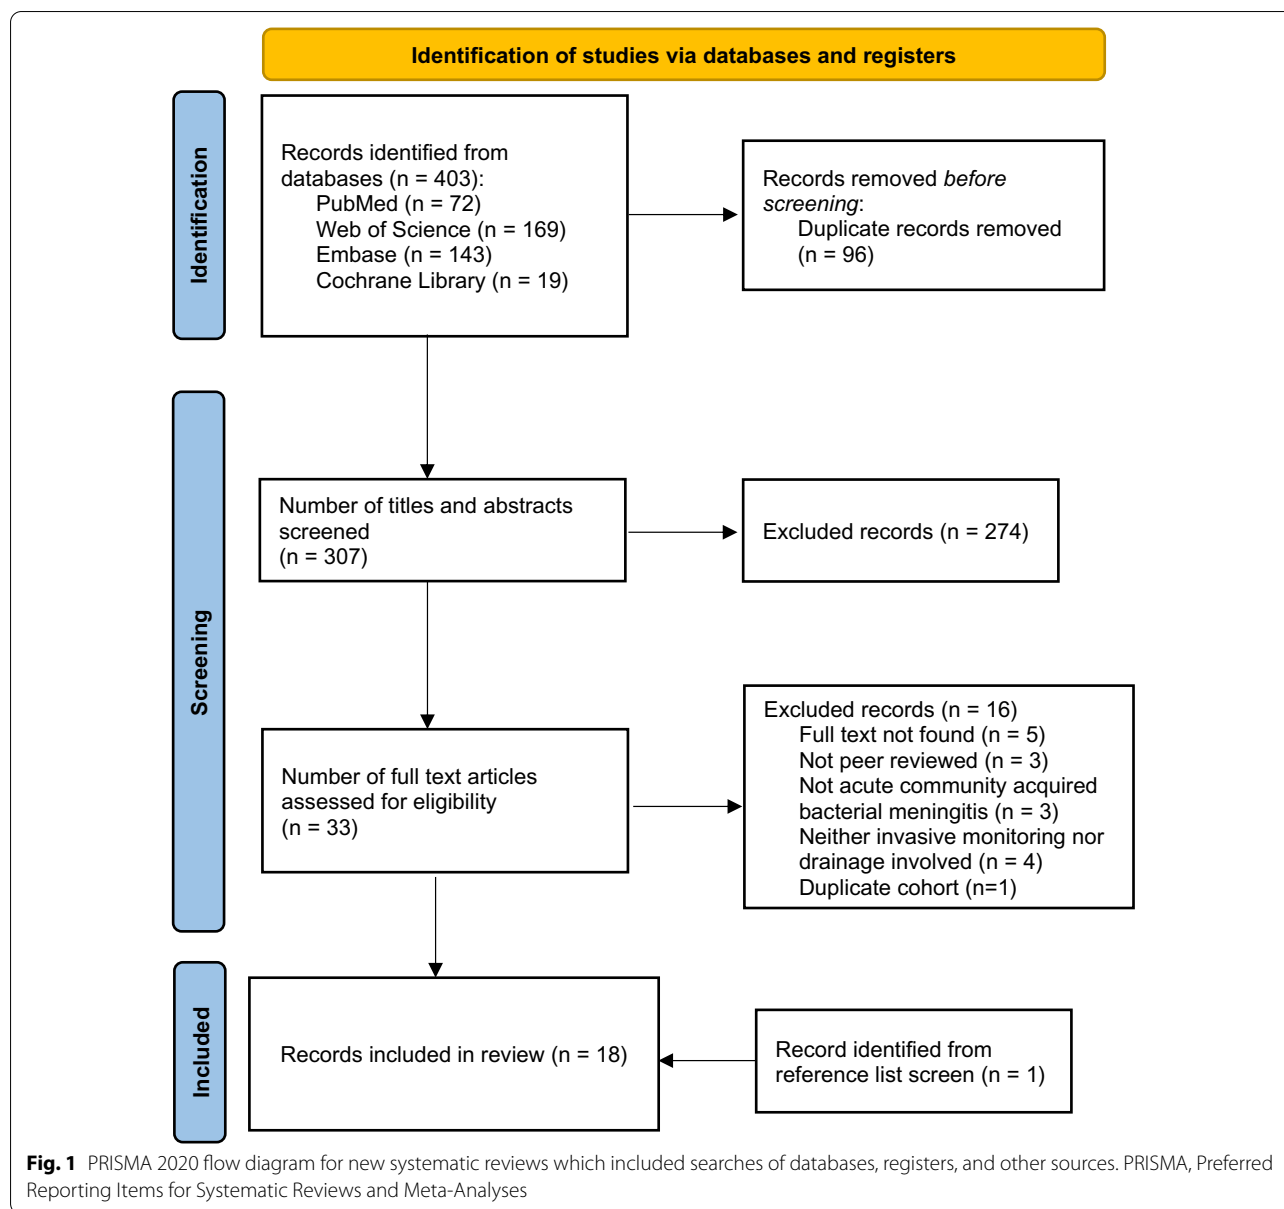 Identification of studies via databases and registers
Identification
Records identified from
databases (n = 403):
PubMed (n = 72)
Web of Science (n = 169)
Embase (n = 143)
Cochrane Library (n = 19)
Records removed before
screening:
Duplicate records removed
(n = 96)
Screening
Number of titles and abstracts
screened
(n = 307)
Excluded records (n = 274)
Number of full text articles
assessed for eligibility
(n = 33)
Excluded records (n = 16)
Full text not found (n = 5)
Not peer reviewed (n = 3)
Not acute community acquired
bacterial meningitis (n = 3)
Neither invasive monitoring nor
drainage involved (n = 4)
Duplicate cohort (n=1)
Included
Records included in review (n = 18)
Record identified from
reference list screen (n = 1)
Fig. 1 PRISMA 2020 flow diagram for new systematic reviews which included searches of databases, registers, and other sources. PRISMA, Preferred
Reporting Items for Systematic Reviews and Meta-Analyses